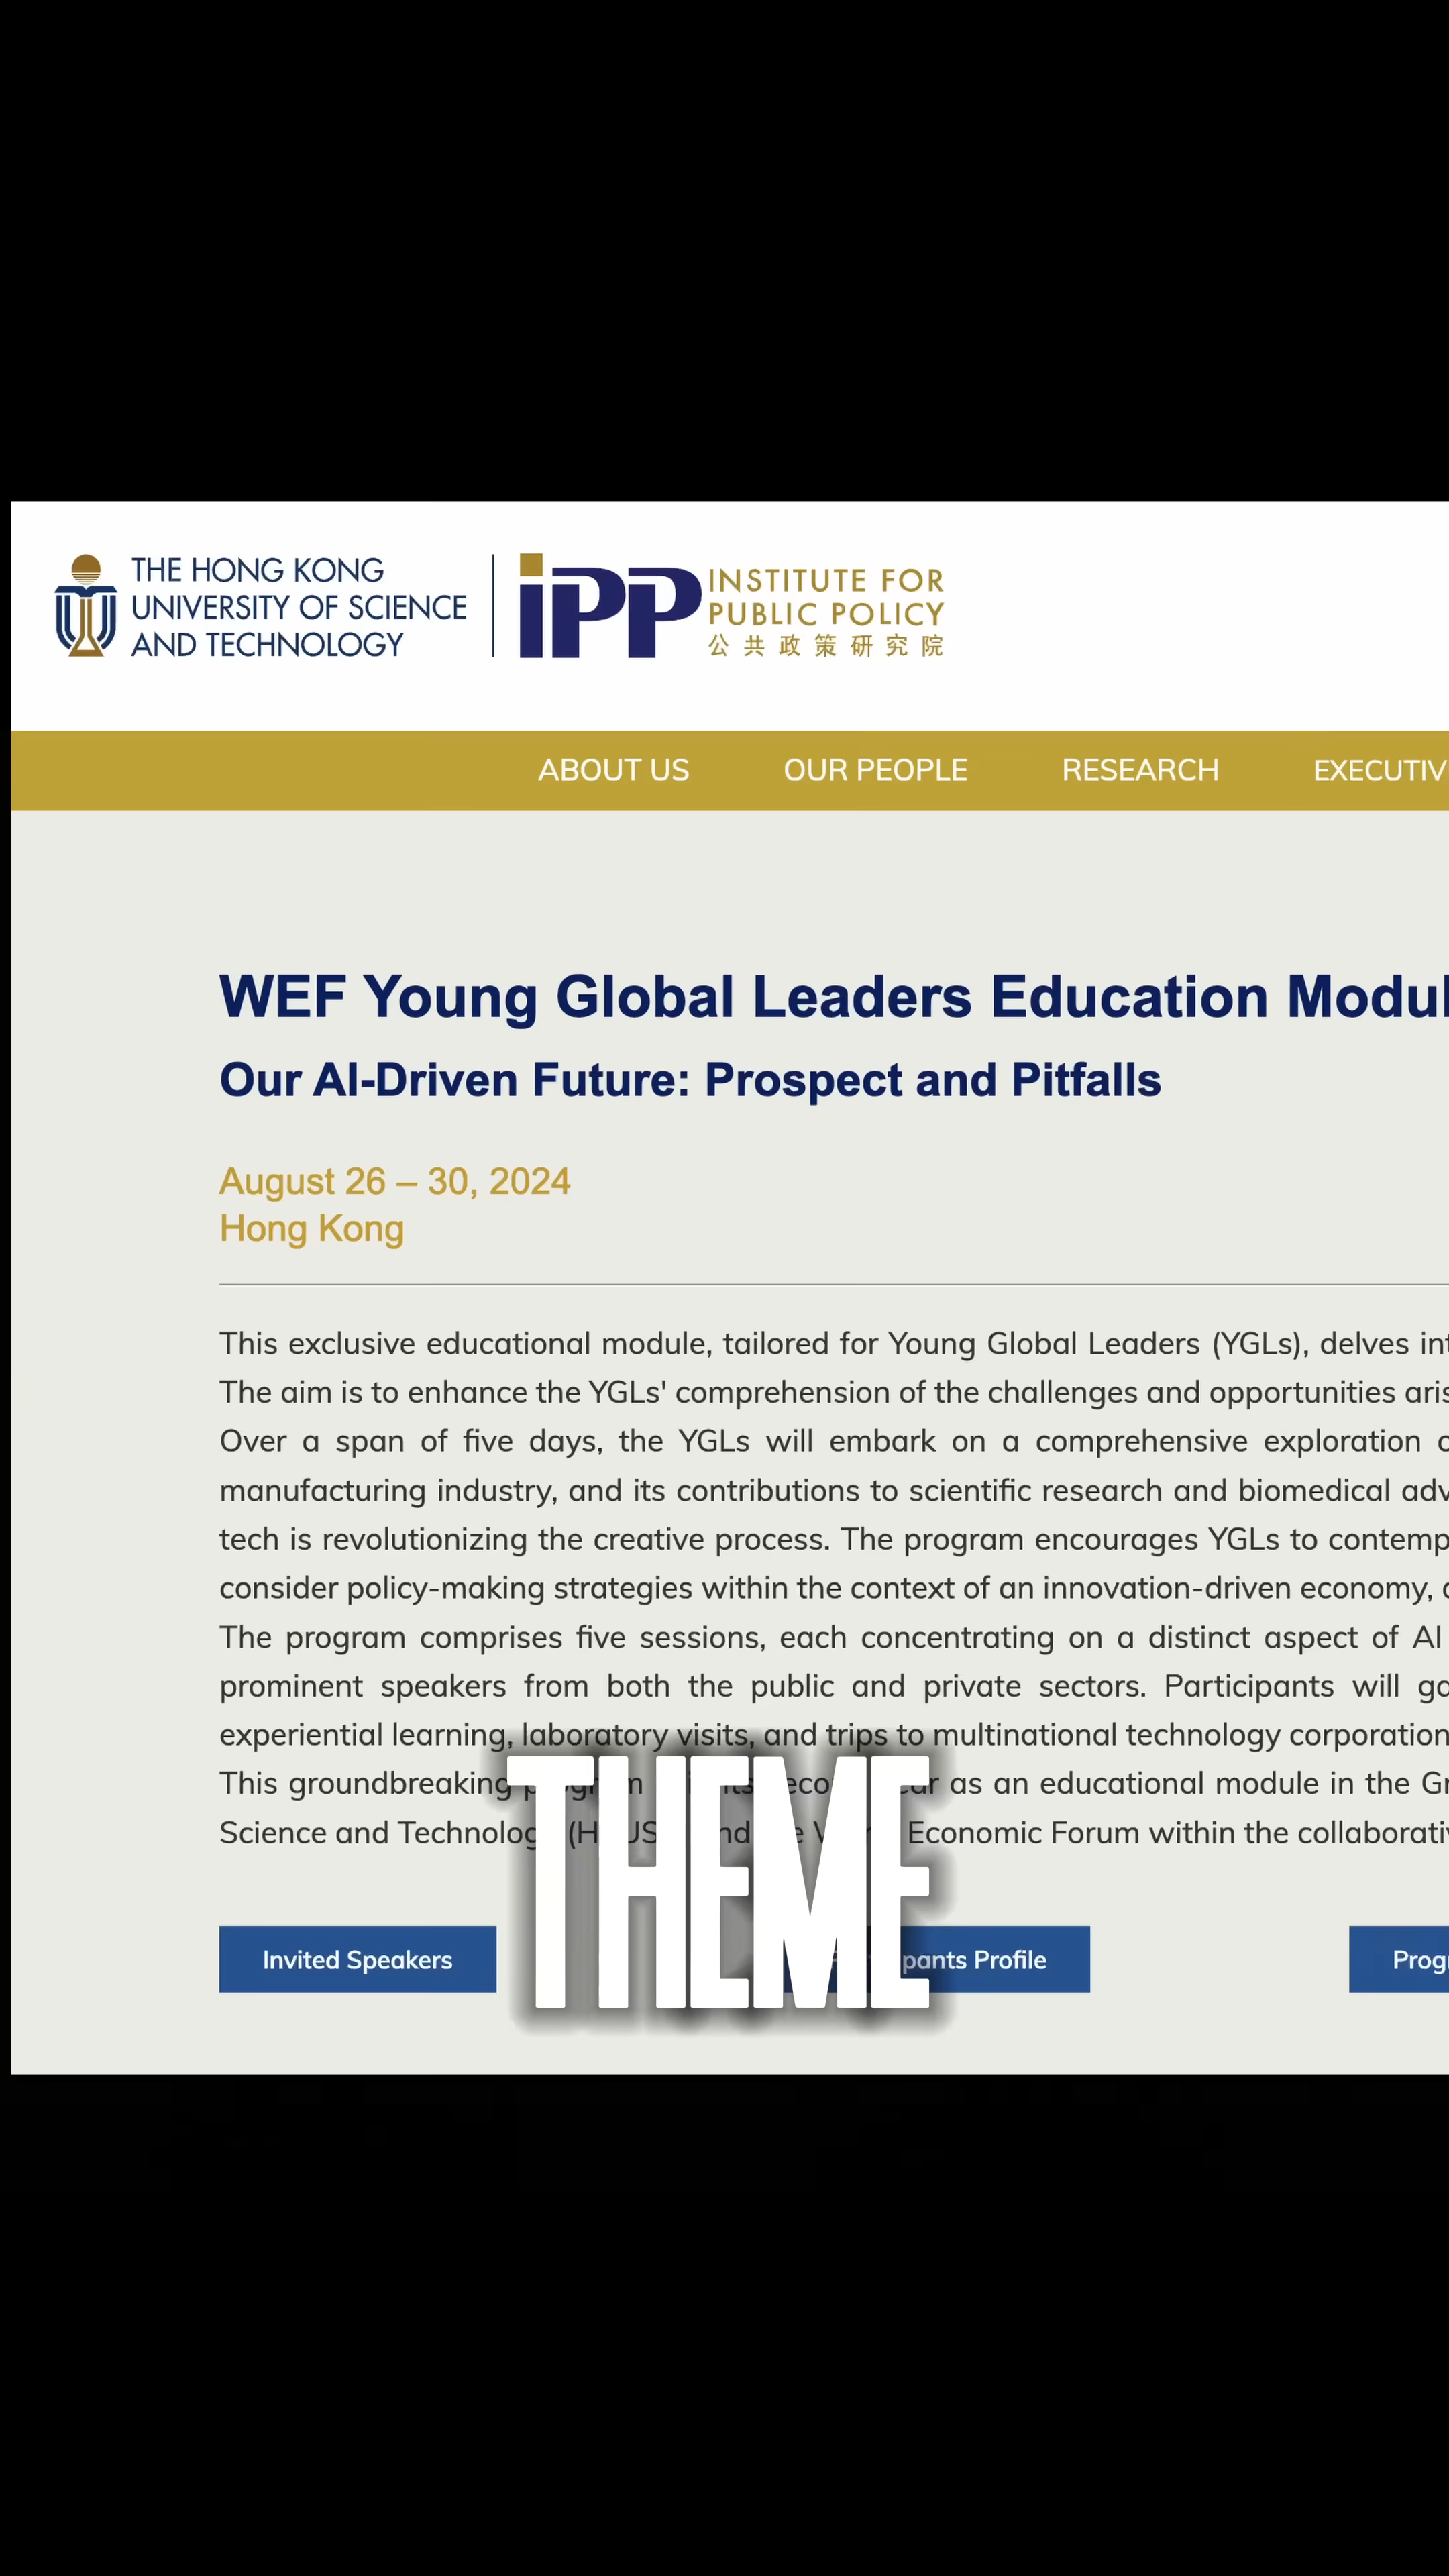 THE HONG KONG
UNIVERSITY OF SCIENCE
AND TECHNOLOGY
iPP
INSTITUTE FOR
PUBLIC POLICY
公共政策研究院
ABOUT US OUR PEOPLE RESEARCH
WEF Young Global Leaders Education
Our AI-Driven Future: Prospect and Pitfalls
August 26 – 30, 2024
Hong Kong
This exclusive educational module, tailored for Young Global Leaders (YGLs), delves
The aim is to enhance the YGLs' comprehension of the challenges and opportunities
Over a span of five days, the YGLs will embark on a comprehensive exploration
manufacturing industry, and its contributions to scientific research and biomedical
tech is revolutionizing the creative process. The program encourages YGLs to
consider policy-making strategies within the context of an innovation-driven economy,
The program comprises five sessions, each concentrating on a distinct aspect of AI
prominent speakers from both the public and private sectors. Participants will
experiential learning, laboratory visits, and trips to multinational technology
This groundbreaking as an educational module in the
Science and Economic Forum within the
THEME
Invited Speakers Profile